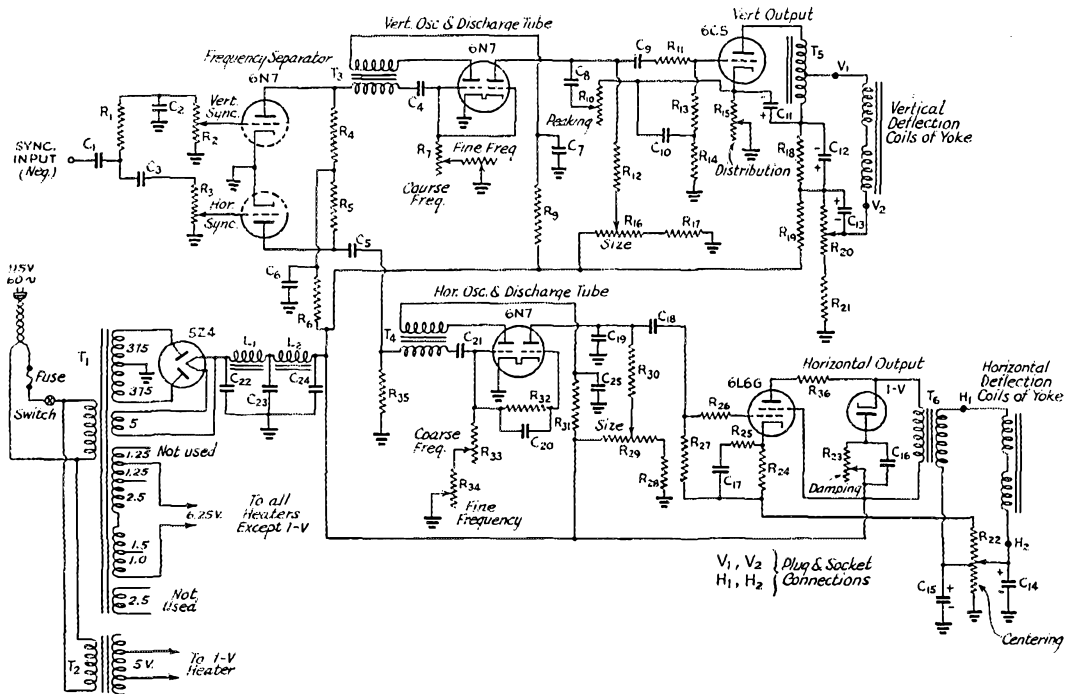 Vert. Osc & Discharge Tube
Vert Output
6N7
6C5
Frequency Separator
6N7
T3
C4
C9
R11
C8
R10
Peaking
T5
V1
R1
C2
Vert.
Sync.
R2
R4
R7
Fine Freq
Course
Freq.
C7
R13
R15
C11
C10
R14
Distribution
Vertical
Deflection
Coils of Yoke
SYNC.
INPUT
(Neg.)
C1
C3
R3
Hor.
Sync.
R5
R9
R12
R16
Size
R17
R18
C12
V2
C13
R19
R20
R21
C5
C6
R6
115V
60~
Fuse
Switch
T1
375
375
5
5Z4
L1
L2
C22
C23
C24
Hor. Osc. & Discharge Tube
6N7
T4
C21
C18
C19
R30
C25
R35
R32
C20
R31
Coarse
Freq.
R33
R34
Fine
Frequency
Size
R29
R28
R27
R26
6L6G
Horizontal Output
R36
1-V
R25
R24
C17
R23
C16
Damping
T6
H1
Horizontal
Deflection
Coils of Yoke
R22
H2
C15
C14
Centering
Not used
1.25
1.25
2.5
6.25V.
To all
Heaters
Except 1-V
1.5
1.0
2.5
Not
Used
V1, V2 } Plug & Socket
H1, H2 } Connections
T2
5V.
To 1-V
Heater